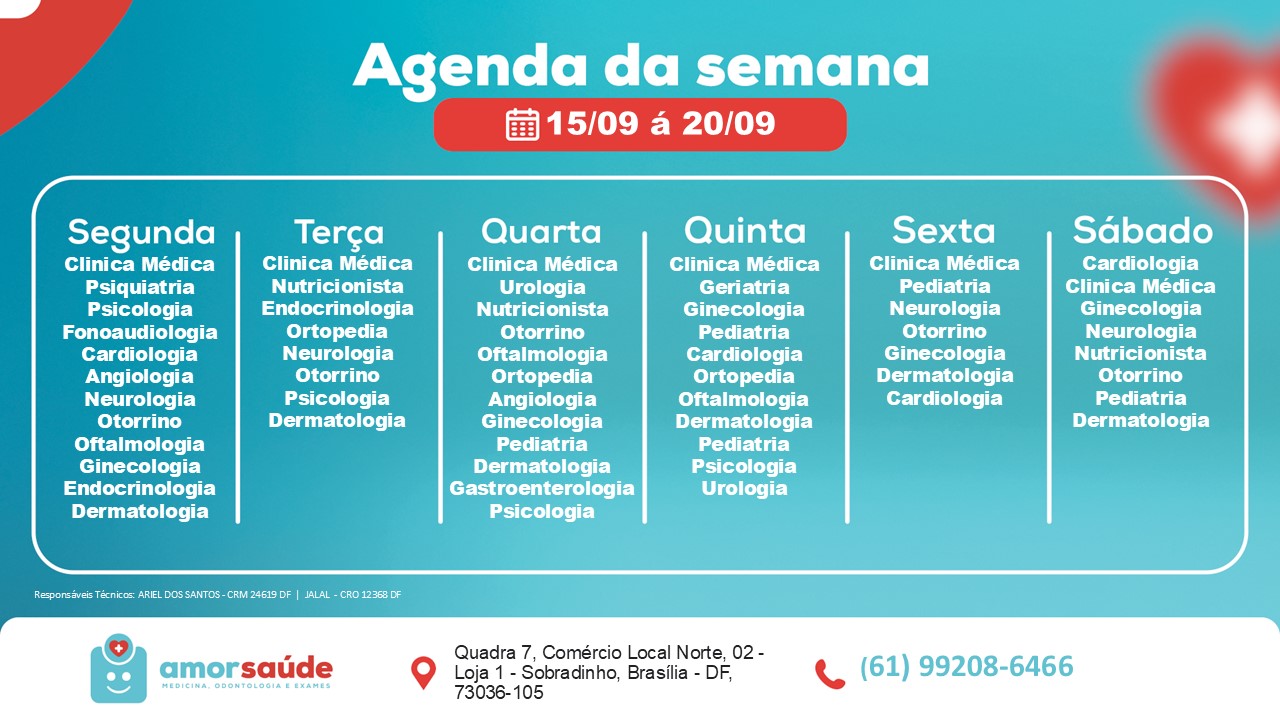 Agenda da semana
15/09 á 20/09
Segunda
Clinica Médica
Psiquiatria
Psicologia
Fonoaudiologia
Cardiologia
Angiologia
Neurologia
Otorrino
Oftalmologia
Ginecologia
Endocrinologia
Dermatologia
Terça
Clinica Médica
Nutricionista
Endocrinologia
Ortopedia
Neurologia
Otorrino
Psicologia
Dermatologia
Quarta
Clinica Médica
Urologia
Nutricionista
Otorrino
Oftalmologia
Ortopedia
Angiologia
Ginecologia
Pediatria
Dermatologia
Gastroenterologia
Psicologia
Quinta
Clinica Médica
Geriatria
Ginecologia
Pediatria
Cardiologia
Ortopedia
Oftalmologia
Dermatologia
Pediatria
Psicologia
Urologia
Sexta
Clinica Médica
Pediatria
Neurologia
Otorrino
Ginecologia
Dermatologia
Cardiologia
Sábado
Cardiologia
Clinica Médica
Ginecologia
Neurologia
Nutricionista
Otorrino
Pediatria
Dermatologia
Responsáveis Técnicos: ARIEL DOS SANTOS - CRM 24619 DF | JALAL - CRO 12368 DF
amorsaúde
MEDICINA, ODONTOLOGIA E EXAMES
Quadra 7, Comércio Local Norte, 02 -
Loja 1 - Sobradinho, Brasília - DF,
73036-105
(61) 99208-6466